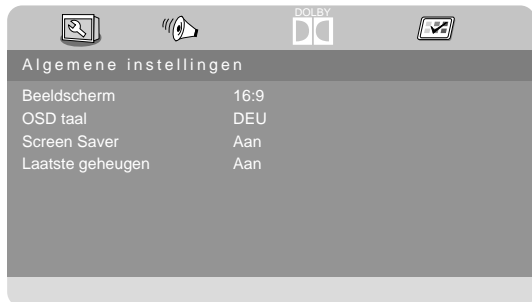 DOLBY
Algemene instellingen
Beeldscherm 16:9
OSD taal DEU
Screen Saver Aan
Laatste geheugen Aan